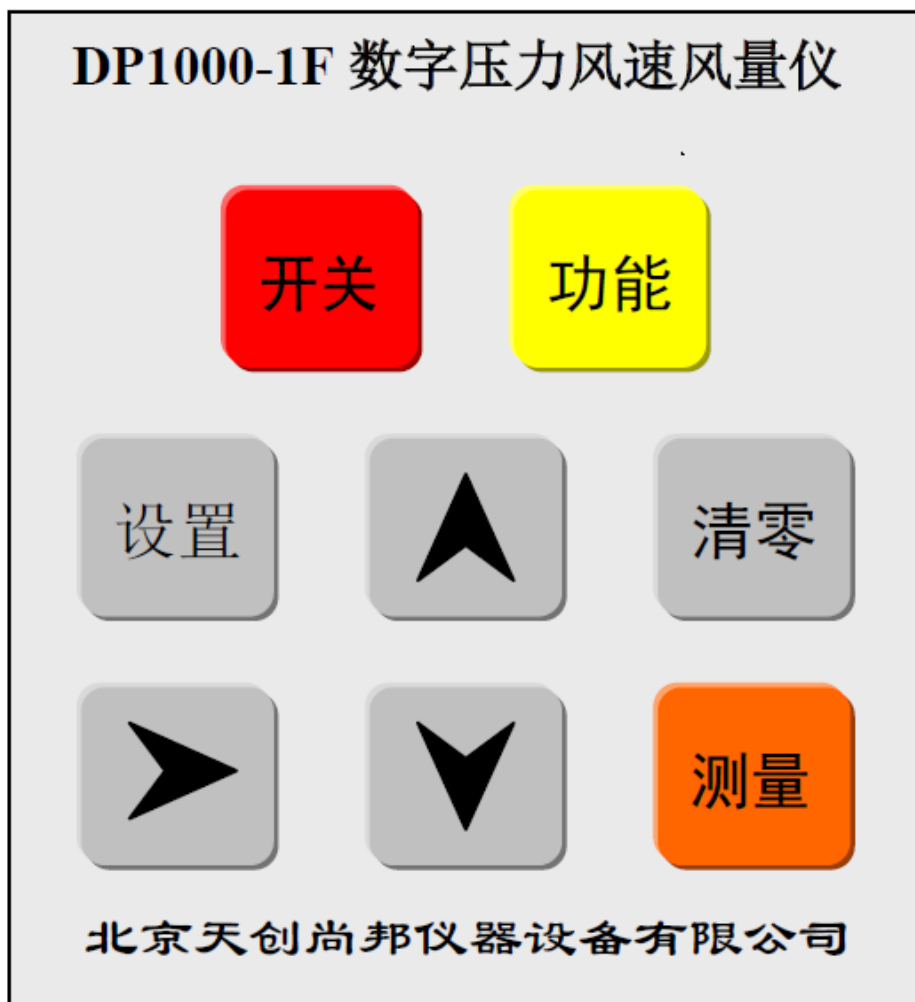 DP1000-1F 数字压力风速风量仪
开关 功能
设置 清零
测量
北京天创尚邦仪器设备有限公司